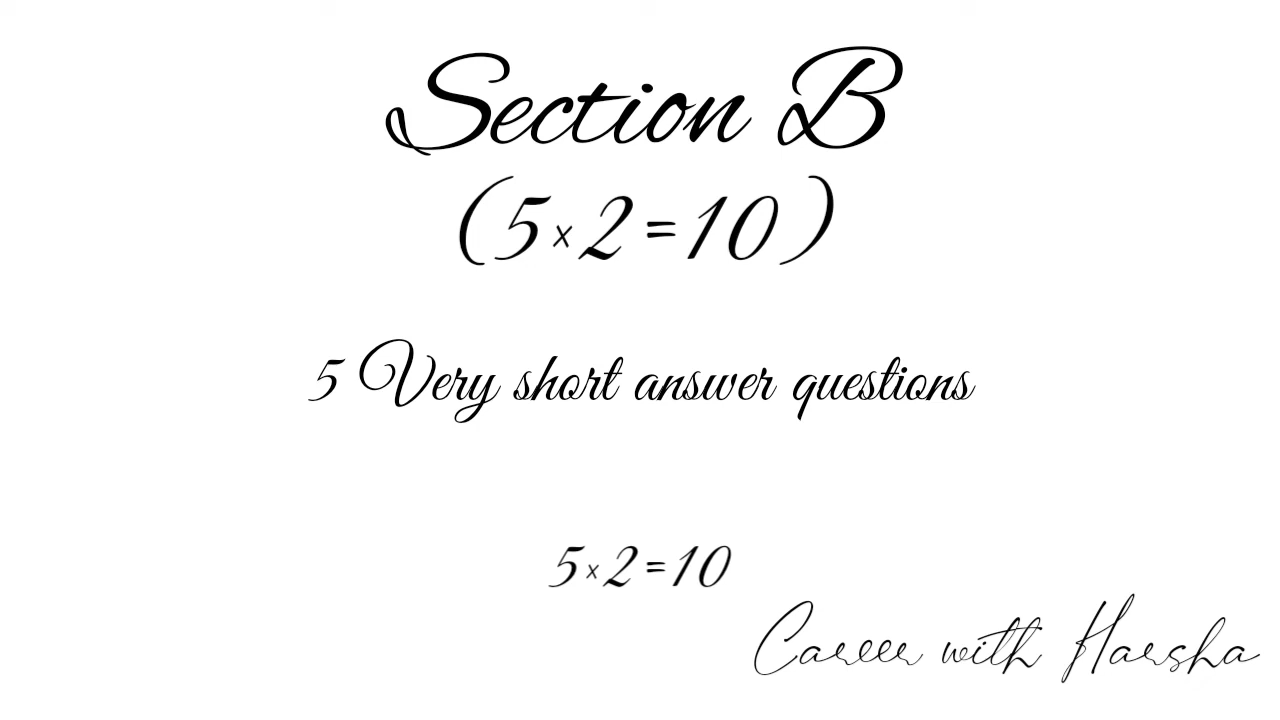 Section B
(5×2=10)
5 Very short answer questions
5×2=10
Career with Harsha